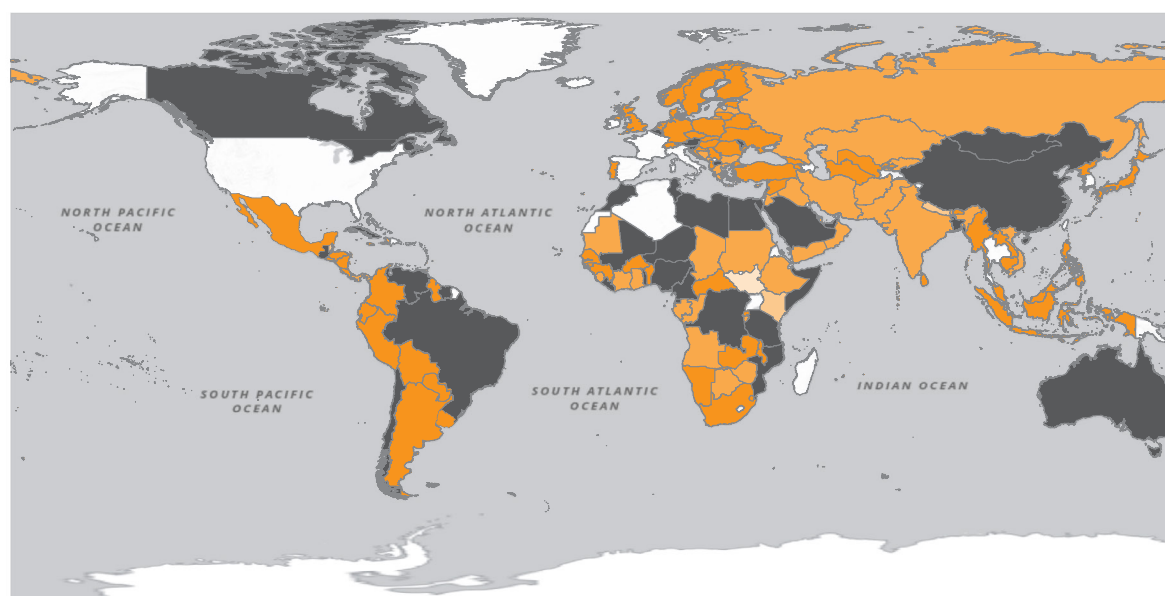 NORTH PACIFIC
OCEAN
NORTH ATLANTIC
OCEAN
SOUTH PACIFIC
OCEAN
SOUTH ATLANTIC
OCEAN
INDIAN OCEAN